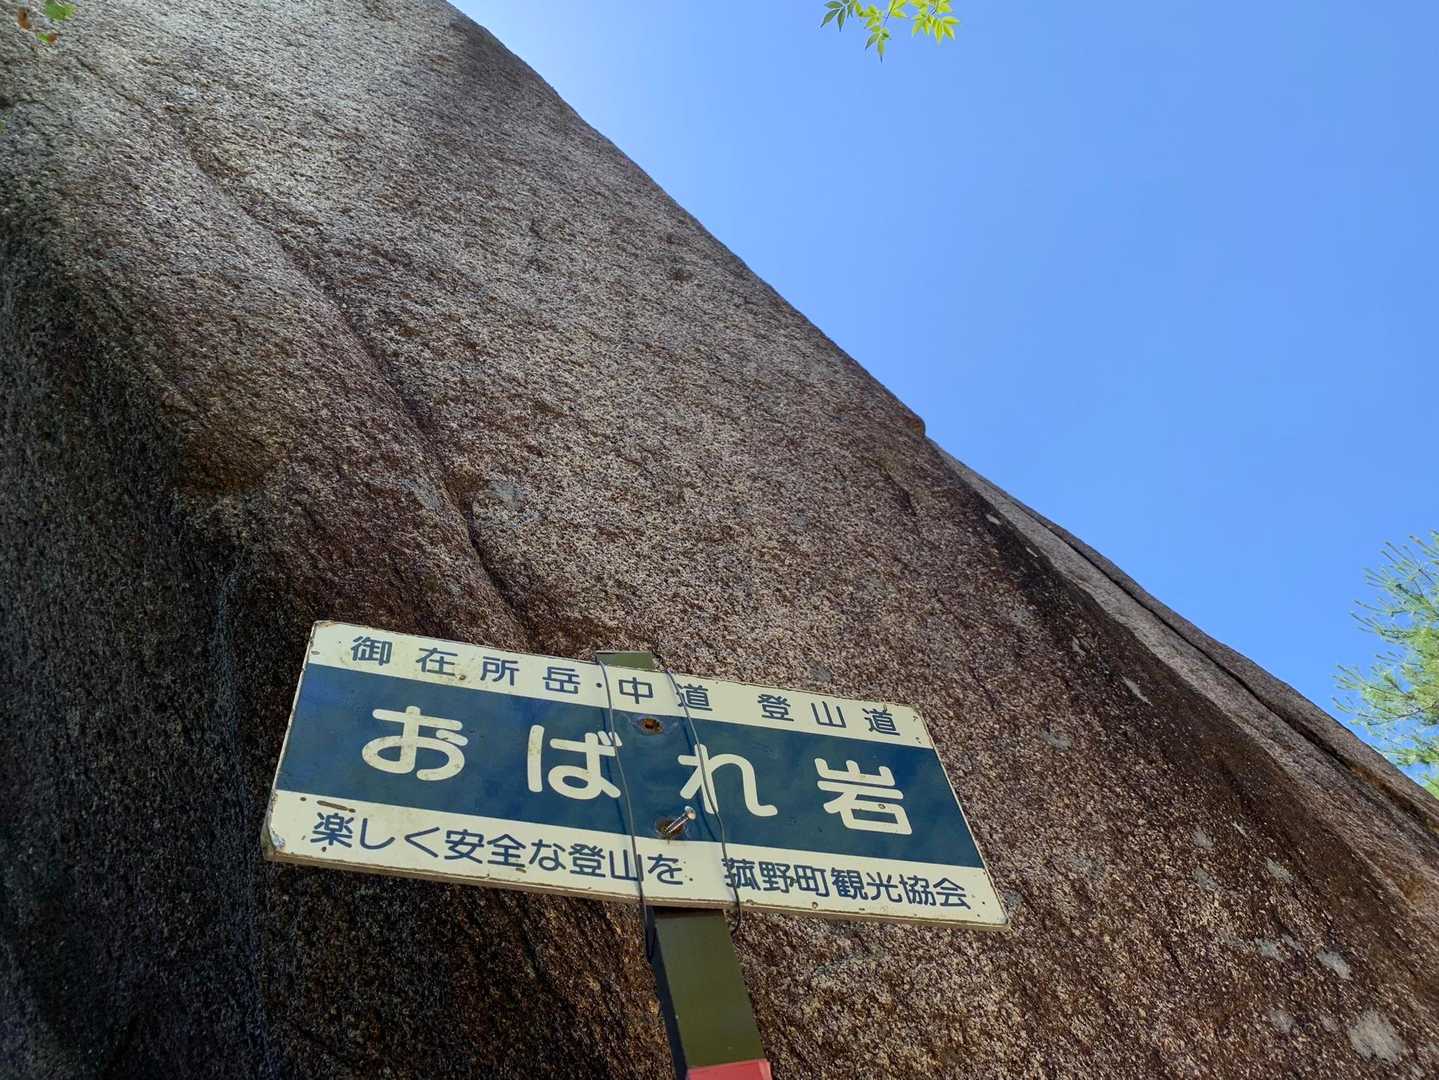 御在所岳・中道 登山道
おばれ岩
楽しく安全な登山を 菰野町観光協会